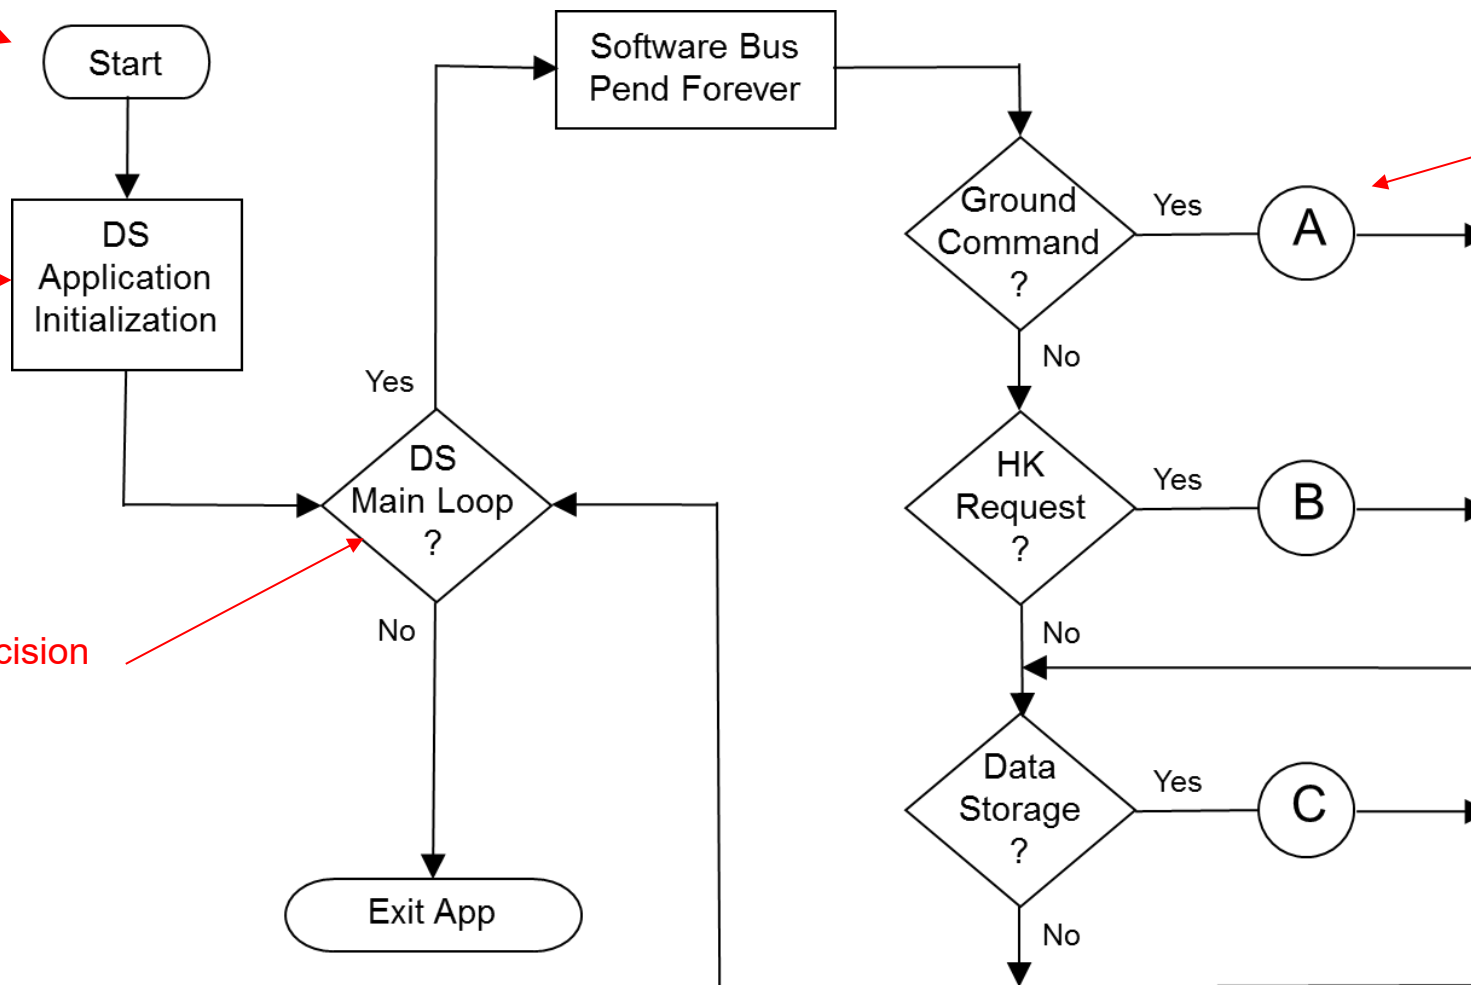 Start
DS
Application
Initialization
Yes
DS
Main Loop
?
No
cision
Exit App
Software Bus
Pend Forever
Ground
Command
?
Yes
A
No
HK
Request
?
Yes
B
No
Data
Storage
?
Yes
C
No